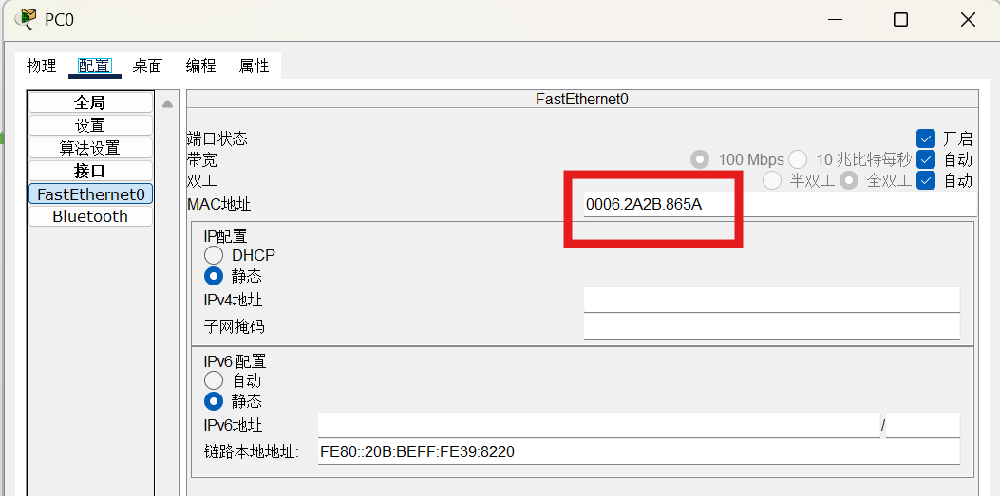 PC0
物理 配置 桌面 编程 属性
全局
设置
算法设置
接口
FastEthernet0
Bluetooth
FastEthernet0
端口状态 开启
带宽 100 Mbps 10 兆比特每秒 自动
双工 半双工 全双工 自动
MAC地址 0006.2A2B.865A
IP配置
DHCP
静态
IPv4地址
子网掩码
IPv6 配置
自动
静态
IPv6地址 /
链路本地地址: FE80::20B:BEFF:FE39:8220